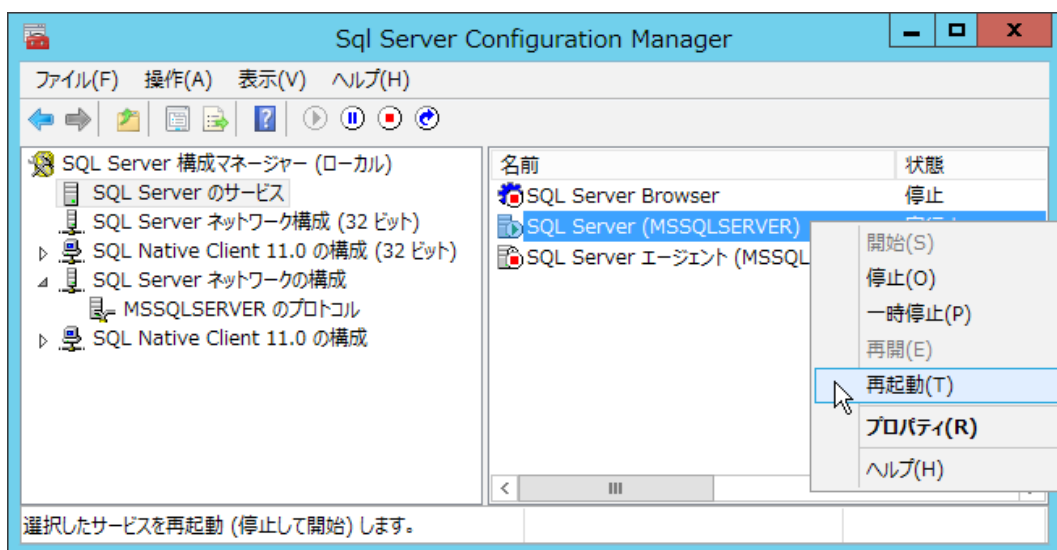 Sql Server Configuration Manager
ファイル(F) 操作(A) 表示(V) ヘルプ(H)
SQL Server 構成マネージャー (ローカル)
SQL Server のサービス
SQL Server ネットワーク構成 (32 ビット)
SQL Native Client 11.0 の構成 (32 ビット)
SQL Server ネットワークの構成
MSSQLSERVER のプロトコル
SQL Native Client 11.0 の構成
名前 状態
SQL Server Browser 停止
SQL Server (MSSQLSERVER)
SQL Server エージェント (MSSQL
開始(S)
停止(O)
一時停止(P)
再開(E)
再起動(T)
プロパティ(R)
ヘルプ(H)
選択したサービスを再起動 (停止して開始) します。